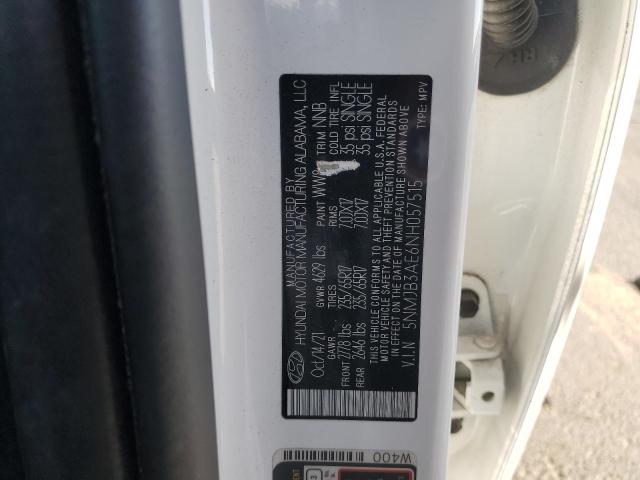 MANUFACTURED BY
HYUNDAI MOTOR MANUFACTURING ALABAMA, LLC
Oct/14/21 GVWR 4629 lbs PAINT WW2 TRIM NNB
GAWR TIRES RIMS COLD TIRE INFL
FRONT 2778 lbs 235/65R17 7.0JX17 35 psi SINGLE
REAR 2646 lbs 235/65R17 7.0JX17 35 psi SINGLE
THIS VEHICLE CONFORMS TO ALL APPLICABLE U.S.A. FEDERAL
MOTOR VEHICLE SAFETY AND THEFT PREVENTION STANDARDS
IN EFFECT ON THE DATE OF MANUFACTURE SHOWN ABOVE
V.I.N 5NMJB3AE6NH057515 TYPE: MPV
W400
3